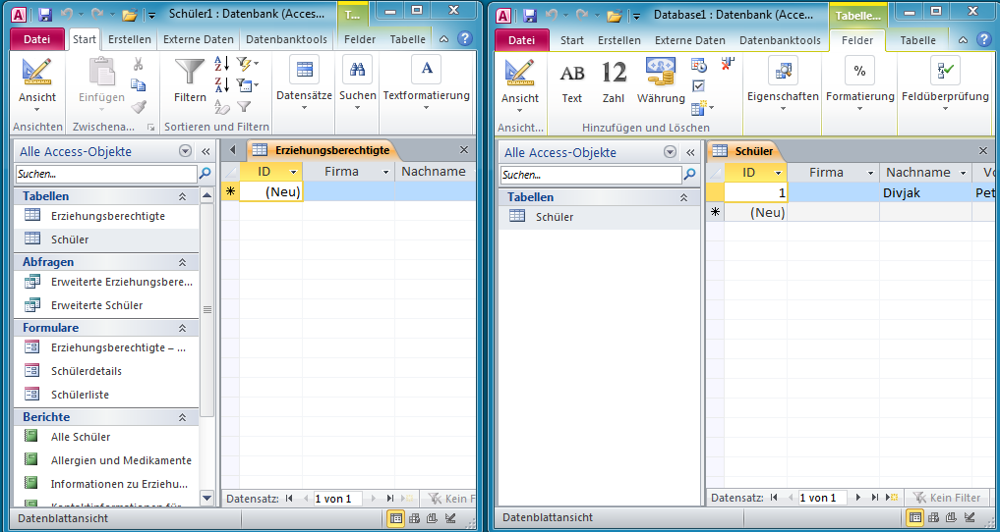 Schüler1 : Datenbank (Acces... T...
Datei Start Erstellen Externe Daten Datenbanktools Felder Tabelle
Ansicht Einfügen Filtern Datensätze Suchen Textformatierung
Ansichten Zwischena... Sortieren und Filtern
Alle Access-Objekte
Suchen...
Tabellen
Erziehungsberechtigte
Schüler
Abfragen
Erweiterte Erziehungsbere...
Erweiterte Schüler
Formulare
Erziehungsberechtigte – ...
Schülerdetails
Schülerliste
Berichte
Alle Schüler
Allergien und Medikamente
Informationen zu Erziehu...
Kontaktinformationen für
Erziehungsberechtigte
ID Firma Nachname
(Neu)
Datensatz: 1 von 1 Kein Fin
Datenblattansicht
Database1 : Datenbank (Acce... Tabelle...
Datei Start Erstellen Externe Daten Datenbanktools Felder Tabelle
Ansicht AB Text 12 Zahl Währung Eigenschaften % Formatierung Feldüberprüfung
Ansicht... Hinzufügen und Löschen
Alle Access-Objekte
Suchen...
Tabellen
Schüler
Schüler
ID Firma Nachname Vo
1 Divjak Pet
(Neu)
Datensatz: 1 von 1 Kein Filter
Datenblattansicht